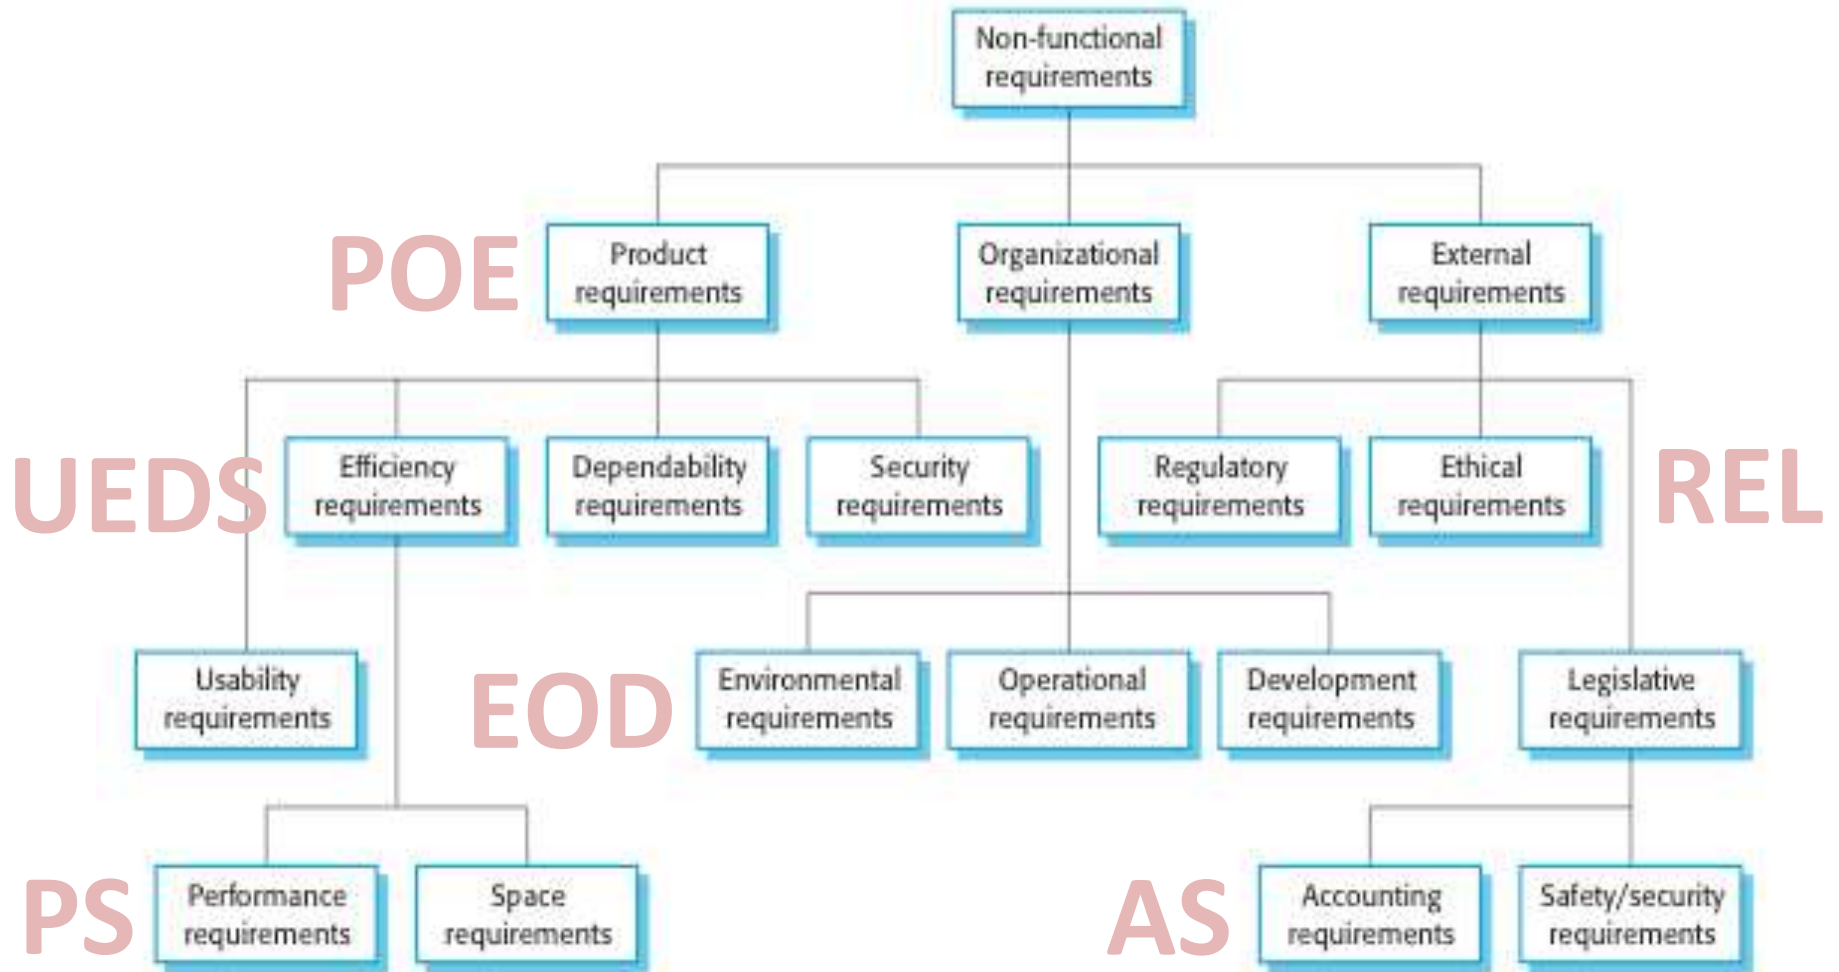 Non-functional
requirements
POE
Product
requirements
Organizational
requirements
External
requirements
UEDS
Efficiency
requirements
Dependability
requirements
Security
requirements
Regulatory
requirements
Ethical
requirements
REL
Usability
requirements
EOD
Environmental
requirements
Operational
requirements
Development
requirements
Legislative
requirements
PS
Performance
requirements
Space
requirements
AS
Accounting
requirements
Safety/security
requirements